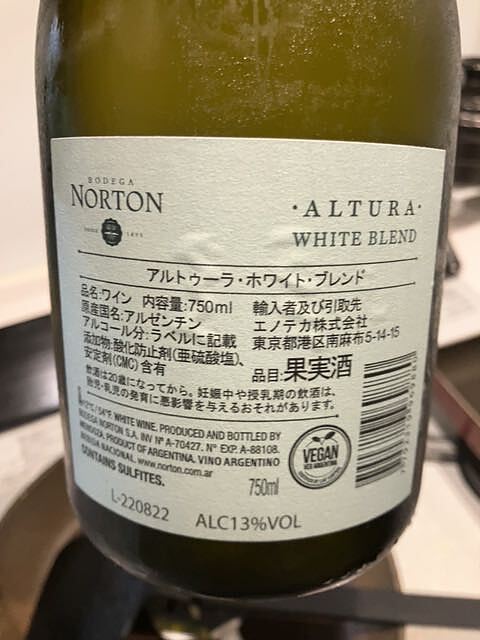 BODEGA
NORTON
SINCE 1895
·ALTURA·
WHITE BLEND
アルトゥーラ・ホワイト・ブレンド
品名:ワイン 内容量:750ml
原産国名:アルゼンチン
アルコール分:ラベルに記載
添加物:酸化防止剤(亜硫酸塩)、
安定剤(CMC)含有
輸入者及び引取先
エノテカ株式会社
東京都港区南麻布5-14-15
品目:果実酒
飲酒は20歳になってから。妊娠中や授乳期の飲酒は、
胎児・乳児の発育に悪影響を与えるおそれがあります。
12°C / 54°F. WHITE WINE. PRODUCED AND BOTTLED BY
BODEGA NORTON S.A. INV Nº A-70427. Nº EXP. A-88108.
MENDOZA, PRODUCT OF ARGENTINA. VINO ARGENTINO
BODEGA NACIONAL. www.norton.com.ar
CONTAINS SULFITES.
VEGAN
750ml
L-220822
ALC13%VOL